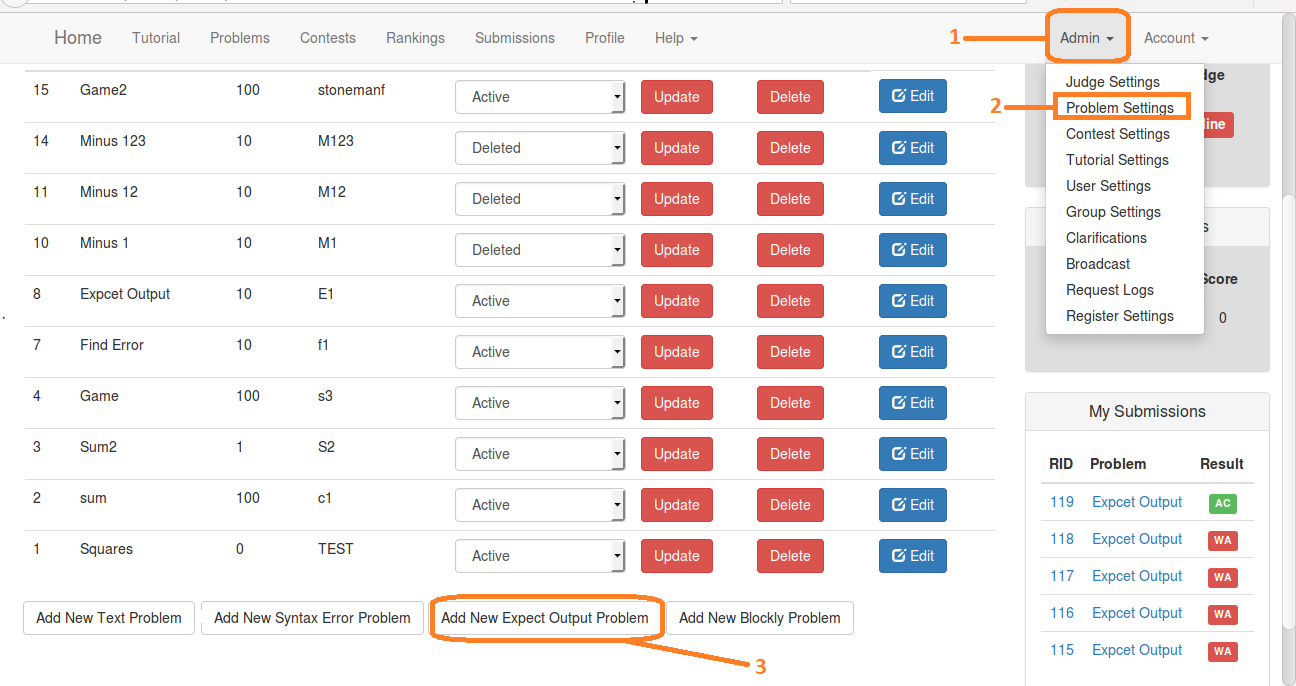 Home Tutorial Problems Contests Rankings Submissions Profile Help 1 Admin Account
Judge Settings
2 Problem Settings
Contest Settings
Tutorial Settings
User Settings
Group Settings
Clarifications
Broadcast
Request Logs
Register Settings
dge
line
s
Score
0
15 Game2 100 stonemanf Active Update Delete Edit
14 Minus 123 10 M123 Deleted Update Delete Edit
11 Minus 12 10 M12 Deleted Update Delete Edit
10 Minus 1 10 M1 Deleted Update Delete Edit
8 Expcet Output 10 E1 Active Update Delete Edit
7 Find Error 10 f1 Active Update Delete Edit
4 Game 100 s3 Active Update Delete Edit
3 Sum2 1 S2 Active Update Delete Edit
2 sum 100 c1 Active Update Delete Edit
1 Squares 0 TEST Active Update Delete Edit
Add New Text Problem Add New Syntax Error Problem Add New Expect Output Problem Add New Blockly Problem
3
My Submissions
RID Problem Result
119 Expcet Output AC
118 Expcet Output WA
117 Expcet Output WA
116 Expcet Output WA
115 Expcet Output WA